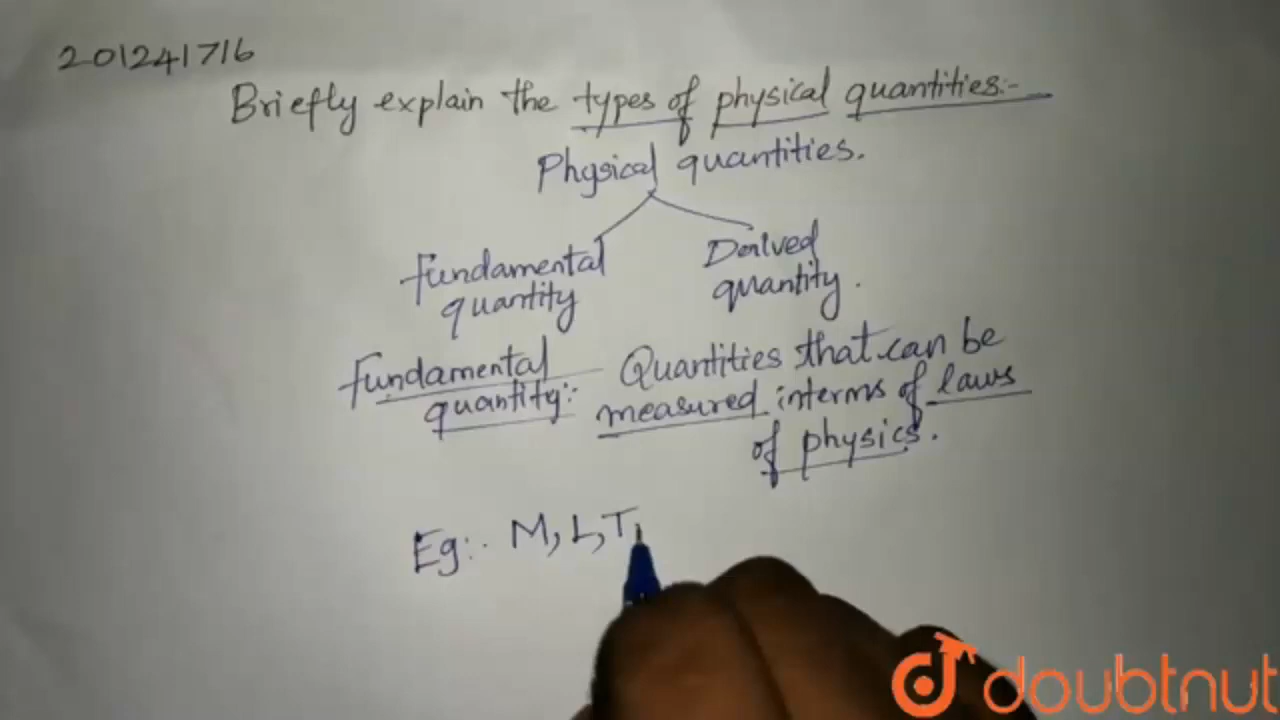 201241716
Briefly explain the types of physical quantities:-
Physical quantities.
Fundamental quantity
Derived quantity.
Fundamental quantity:
Quantities that can be
measured interms of laws
of physics.
Eg:- M, L, T,
doubtnut